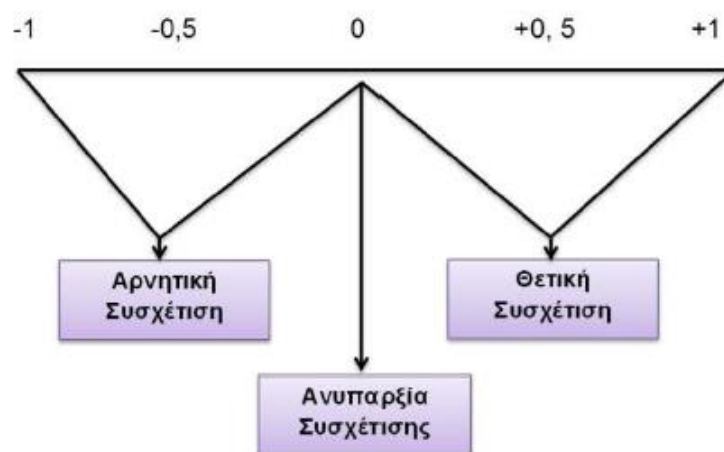 -1 -0,5 0 +0, 5 +1
Αρνητική
Συσχέτιση
Θετική
Συσχέτιση
Ανυπαρξία
Συσχέτισης